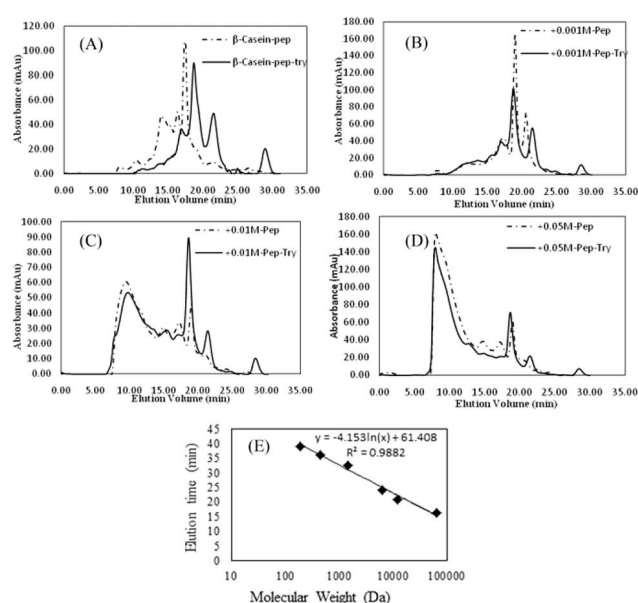 (A)
β-Casein-pep
β-Casein-pep-try
Absorbance (mAu)
120.00
100.00
80.00
60.00
40.00
20.00
0.00
0.00 5.00 10.00 15.00 20.00 25.00 30.00 35.00
Elution Volume (min)
(B)
+0.001M-Pep
+0.001M-Pep-Try
Absorbance (mAu)
180.00
160.00
140.00
120.00
100.00
80.00
60.00
40.00
20.00
0.00
0.00 5.00 10.00 15.00 20.00 25.00 30.00 35.00
Elution Volume (min)
(C)
+0.01M-Pep
+0.01M-Pep-Try
Absorbance (mAu)
100.00
90.00
80.00
70.00
60.00
50.00
40.00
30.00
20.00
10.00
0.00
0.00 5.00 10.00 15.00 20.00 25.00 30.00 35.00
Elution Volume (min)
(D)
+0.05M-Pep
+0.05M-Pep-Try
Absorbance (mAu)
180.00
160.00
140.00
120.00
100.00
80.00
60.00
40.00
20.00
0.00
0.00 5.00 10.00 15.00 20.00 25.00 30.00 35.00
Elution Volume (min)
(E)
y = -4.153ln(x) + 61.408
R² = 0.9882
Elution time (min)
45
40
35
30
25
20
15
10
5
0
10 100 1000 10000 100000
Molecular Weight (Da)